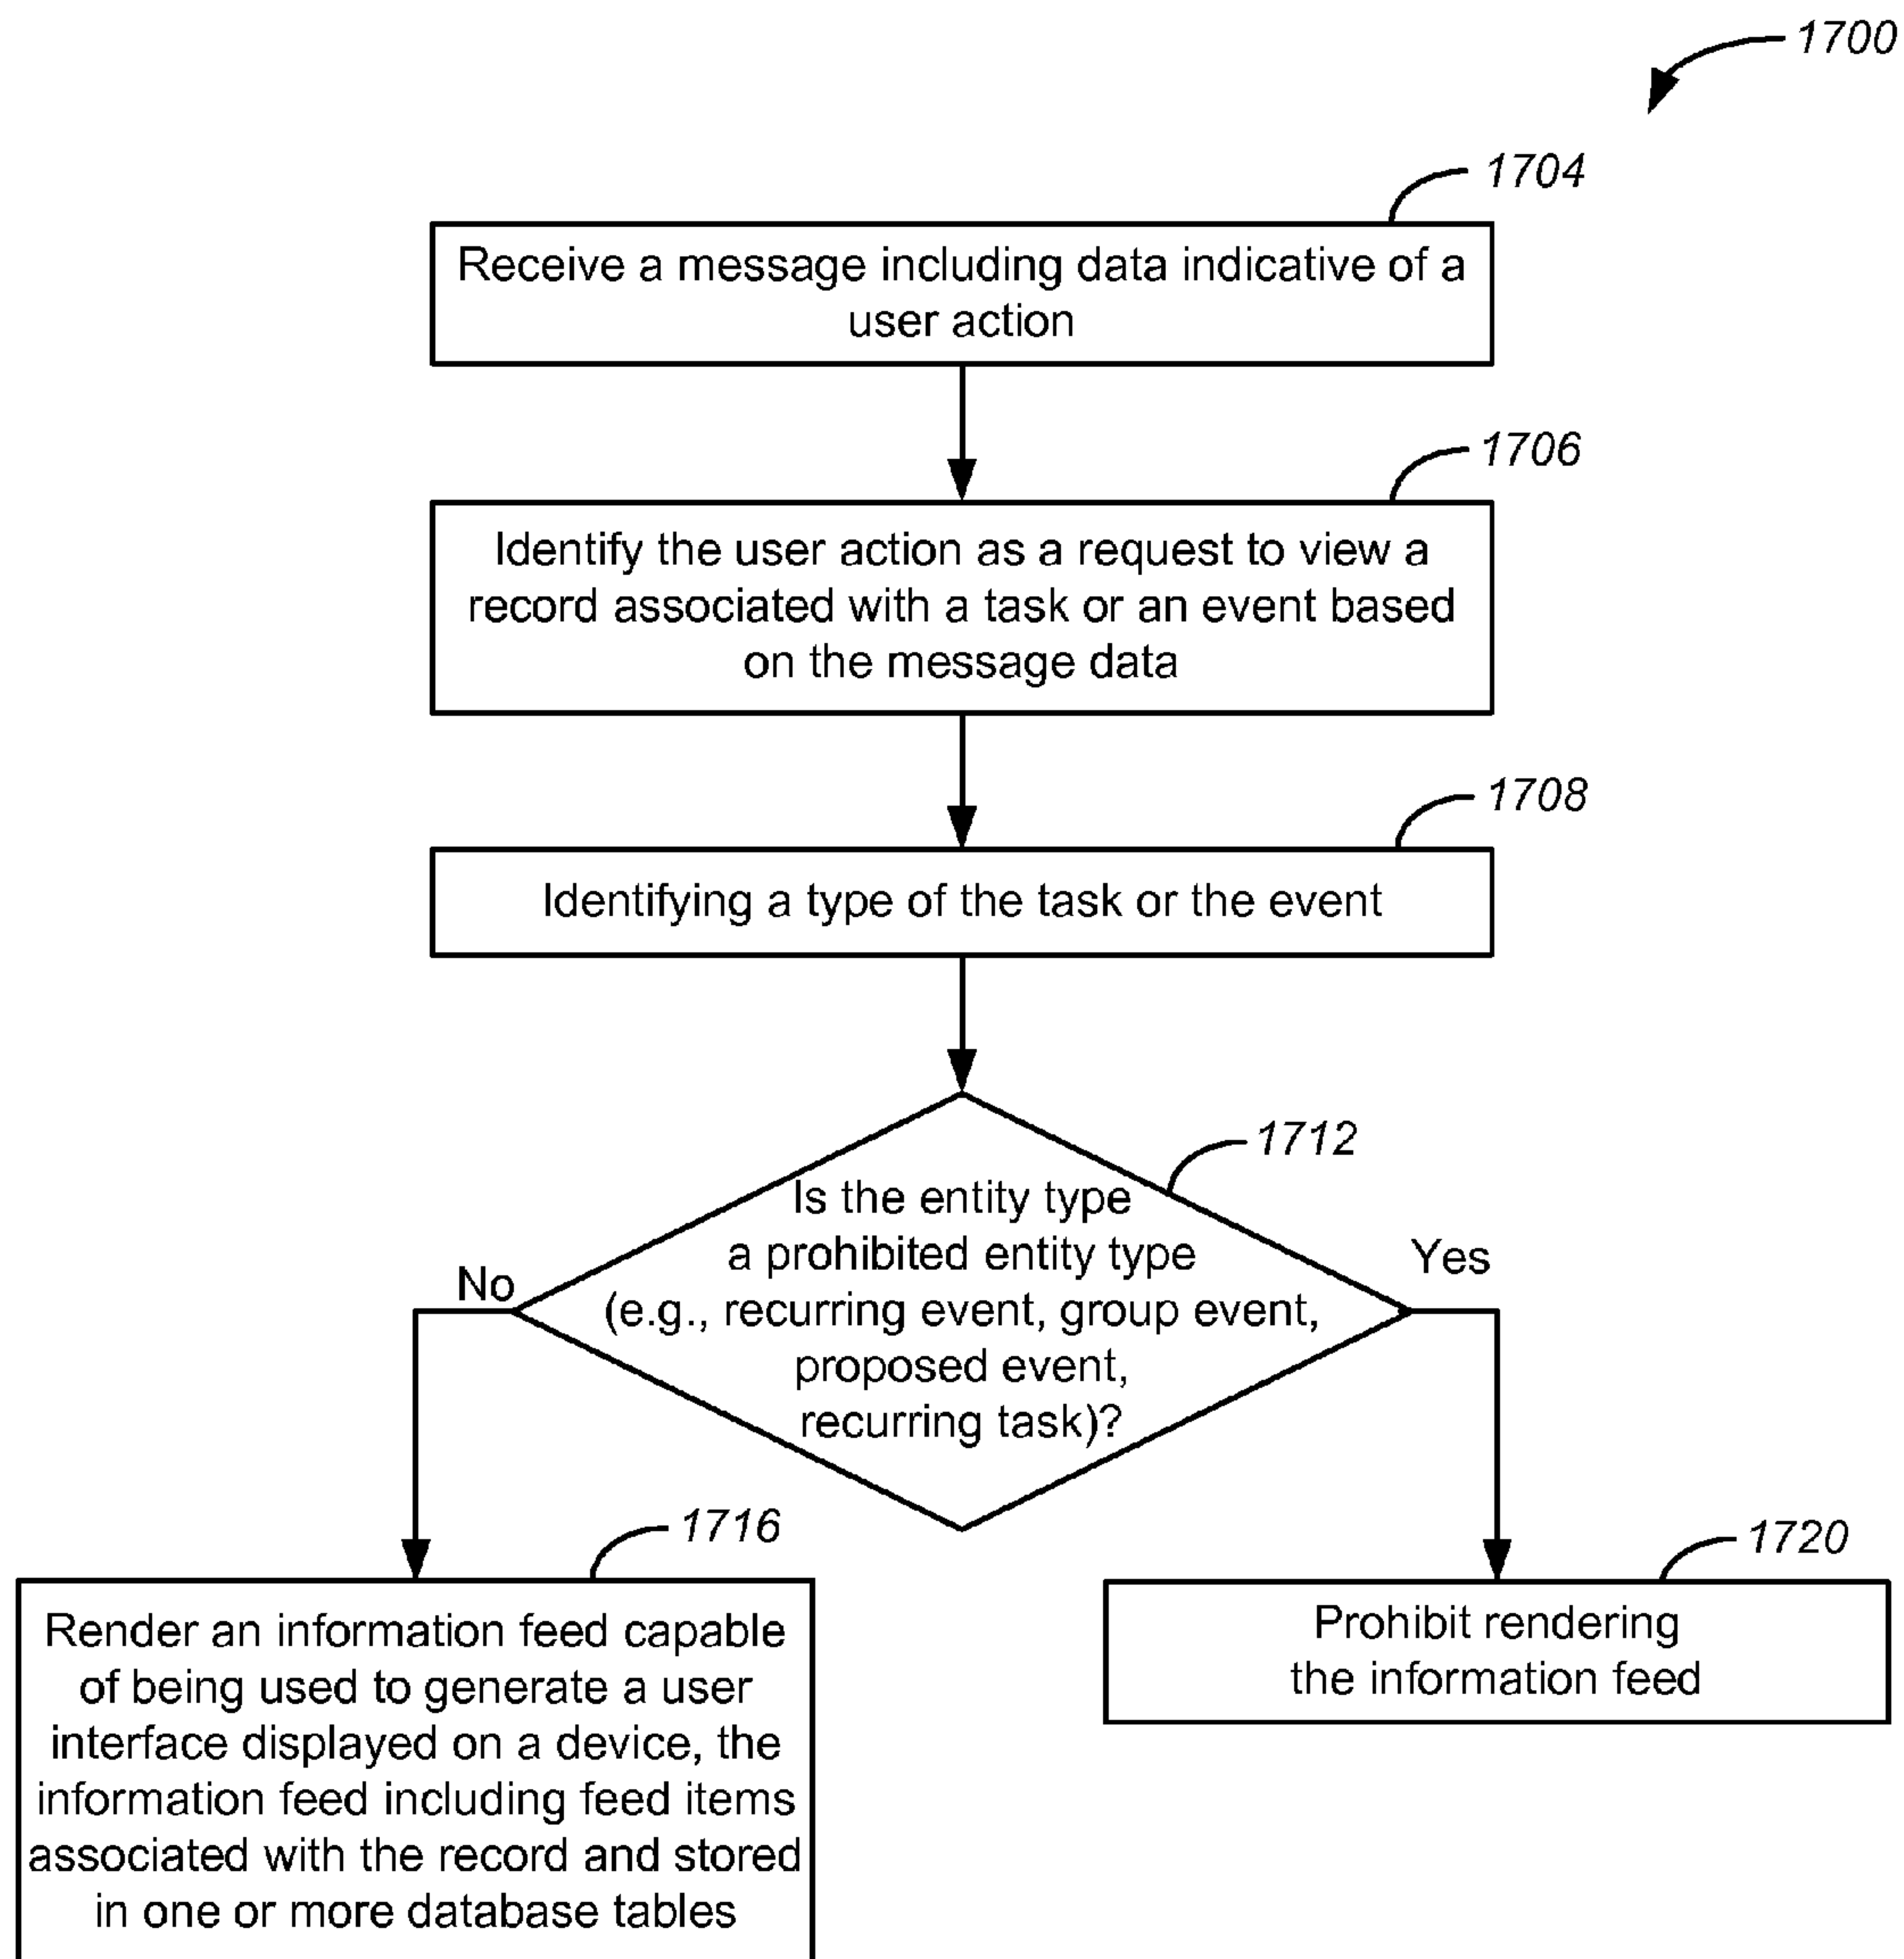 1700
1704
Receive a message including data indicative of a
user action
1706
Identify the user action as a request to view a
record associated with a task or an event based
on the message data
1708
Identifying a type of the task or the event
1712
Is the entity type
a prohibited entity type
(e.g., recurring event, group event,
proposed event,
recurring task)?
No
Yes
1716
Render an information feed capable
of being used to generate a user
interface displayed on a device, the
information feed including feed items
associated with the record and stored
in one or more database tables
1720
Prohibit rendering
the information feed